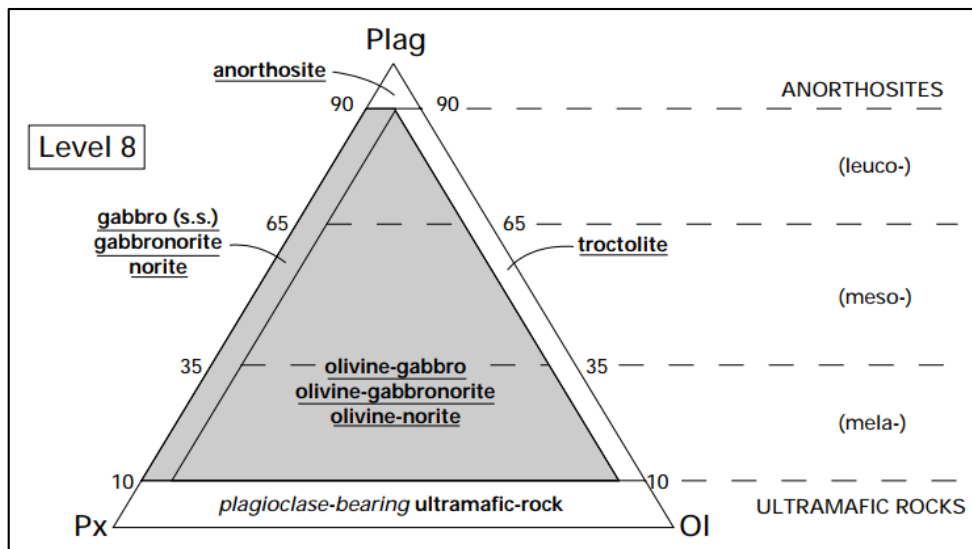 Plag
anorthosite
ANORTHOSITES
90
90
Level 8
(leuco-)
gabbro (s.s.)
gabbronorite
norite
65
65
troctolite
(meso-)
35
35
olivine-gabbro
olivine-gabbronorite
olivine-norite
(mela-)
10
10
plagioclase-bearing ultramafic-rock
ULTRAMAFIC ROCKS
Px
Ol